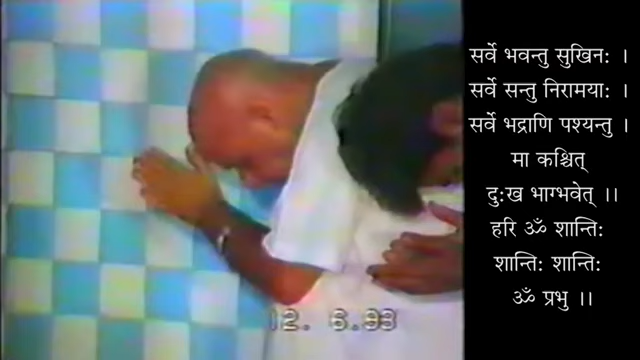 सर्वे भवन्तु सुखिन: ।
सर्वे सन्तु निरामया: ।
सर्वे भद्राणि पश्यन्तु ।
मा कश्चित्
दु:ख भाग्भवेत् ।।
हरि ॐ शान्ति:
शान्ति: शान्ति:
ॐ प्रभु ।।
12. 6.93